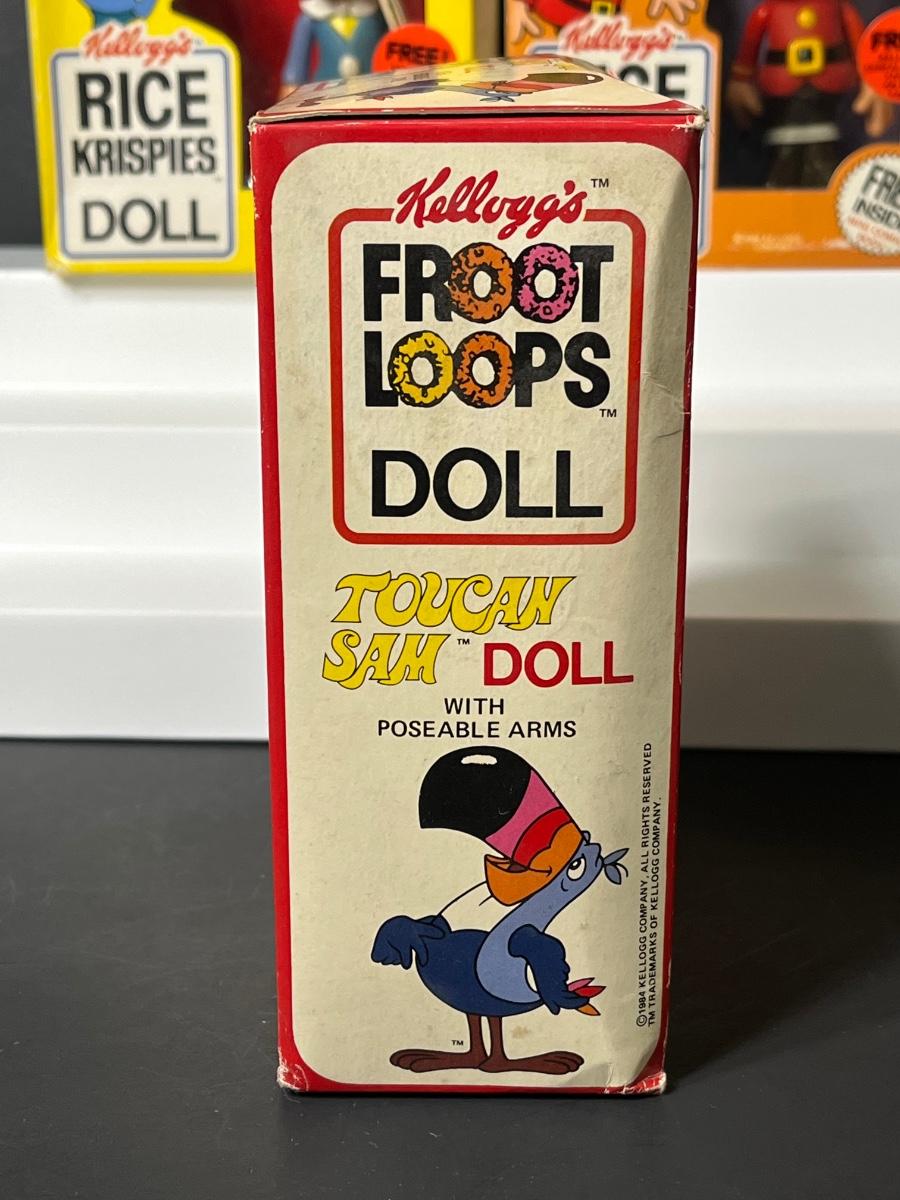 Kellogg's
RICE
KRISPIES
DOLL
FREE!
Kellogg's
FREE
INSIDE
Kellogg's™
FROOT
LOOPS™
DOLL
TOUCAN
SAM™ DOLL
WITH
POSEABLE ARMS
TM
©1984 KELLOGG COMPANY, ALL RIGHTS RESERVED
TM TRADEMARKS OF KELLOGG COMPANY.